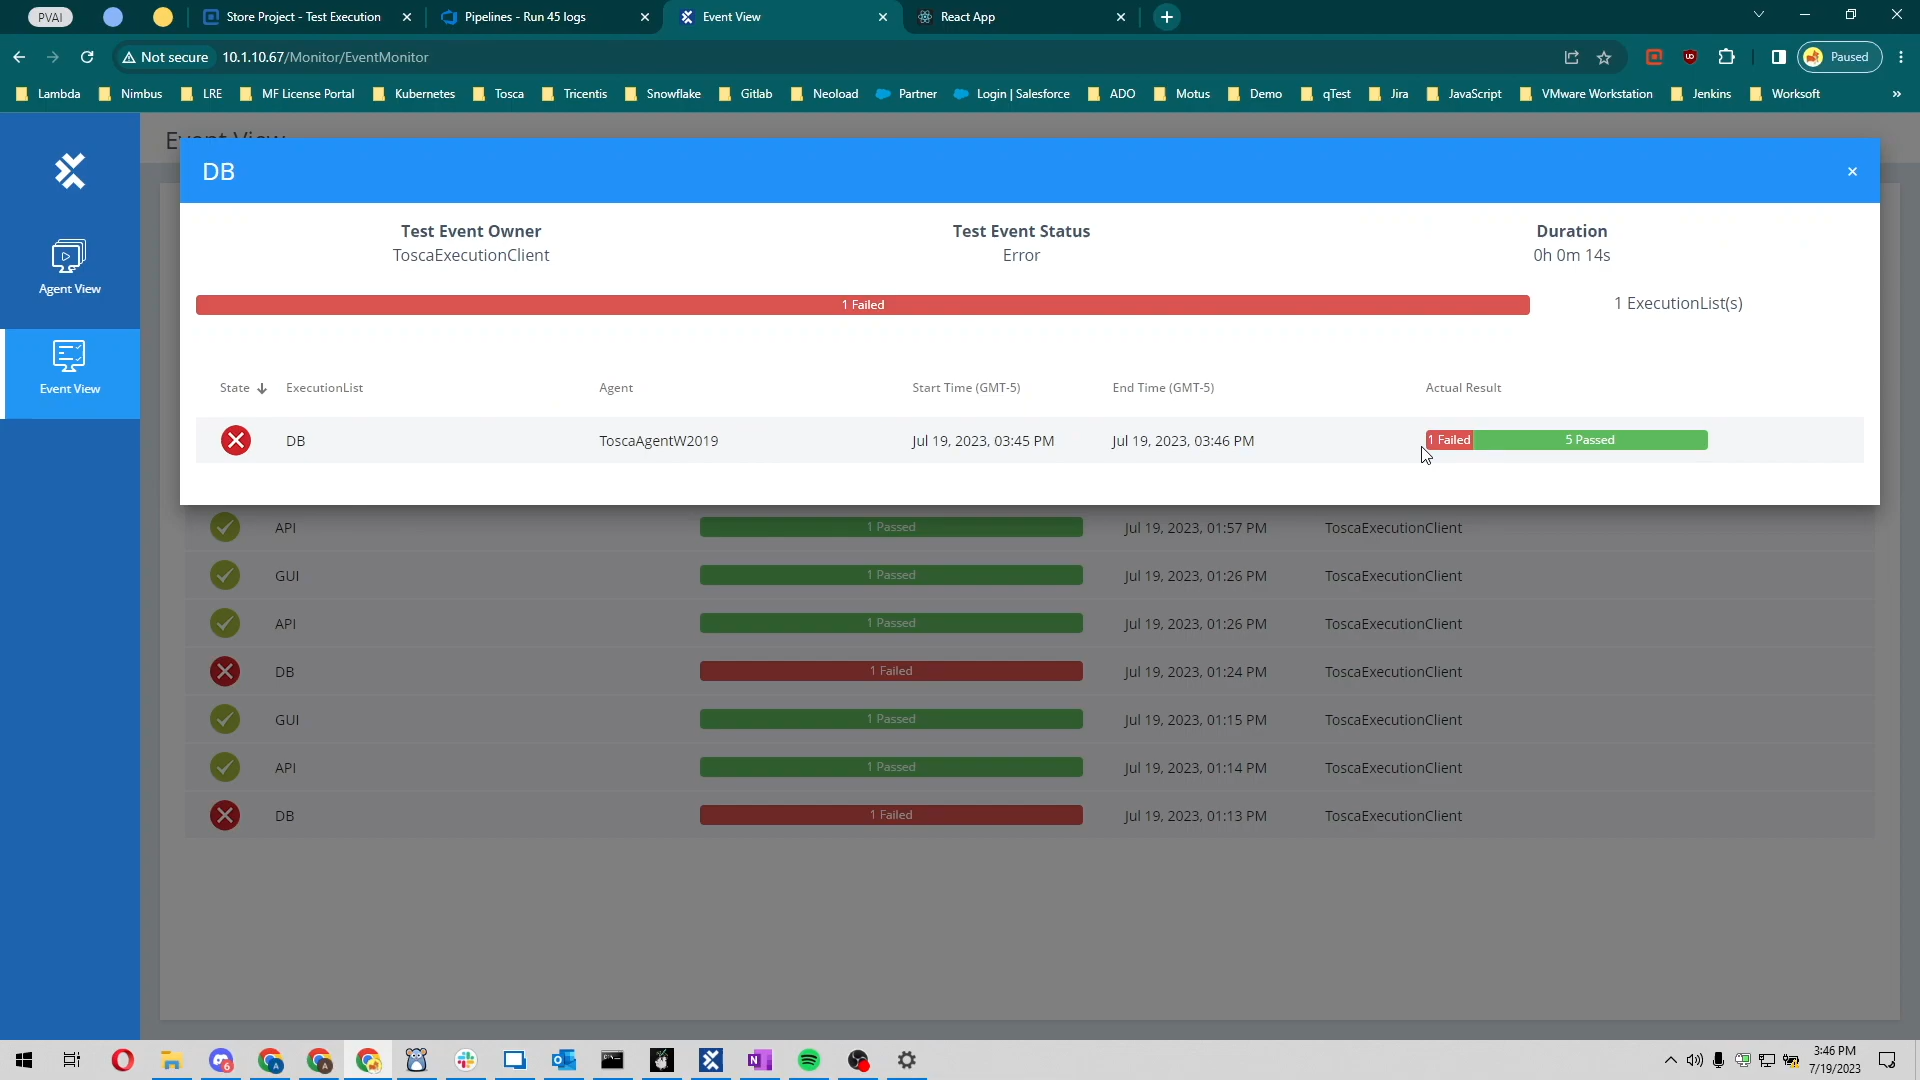 PVAI
Store Project - Test Execution
Pipelines - Run 45 logs
Event View
React App
Not secure
10.1.10.67/Monitor/EventMonitor
Paused
Lambda
Nimbus
LRE
MF License Portal
Kubernetes
Tosca
Tricentis
Snowflake
Gitlab
Neoload
Partner
Login | Salesforce
ADO
Motus
Demo
qTest
Jira
JavaScript
VMware Workstation
Jenkins
Worksoft
»
Event View
DB
Agent View
Event View
Test Event Owner
ToscaExecutionClient
Test Event Status
Error
Duration
0h 0m 14s
1 Failed
1 ExecutionList(s)
State ExecutionList Agent Start Time (GMT-5) End Time (GMT-5) Actual Result
DB ToscaAgentW2019 Jul 19, 2023, 03:45 PM Jul 19, 2023, 03:46 PM 1 Failed 5 Passed
API 1 Passed Jul 19, 2023, 01:57 PM ToscaExecutionClient
GUI 1 Passed Jul 19, 2023, 01:26 PM ToscaExecutionClient
API 1 Passed Jul 19, 2023, 01:26 PM ToscaExecutionClient
DB 1 Failed Jul 19, 2023, 01:24 PM ToscaExecutionClient
GUI 1 Passed Jul 19, 2023, 01:15 PM ToscaExecutionClient
API 1 Passed Jul 19, 2023, 01:14 PM ToscaExecutionClient
DB 1 Failed Jul 19, 2023, 01:13 PM ToscaExecutionClient
3:46 PM
7/19/2023